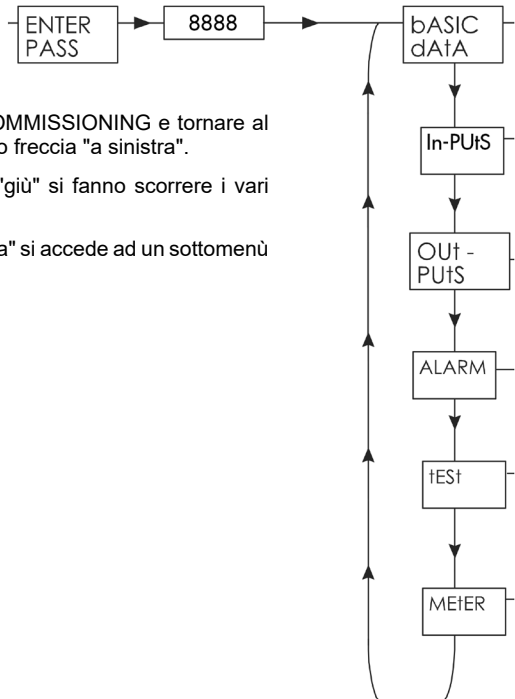 ENTER
PASS
8888
bASIC
dAtA
OMMISSIONING e tornare al
o freccia "a sinistra".
"giù" si fanno scorrere i vari
a" si accede ad un sottomenù
In-PUtS
OUt -
PUtS
ALARM
tESt
MEtER